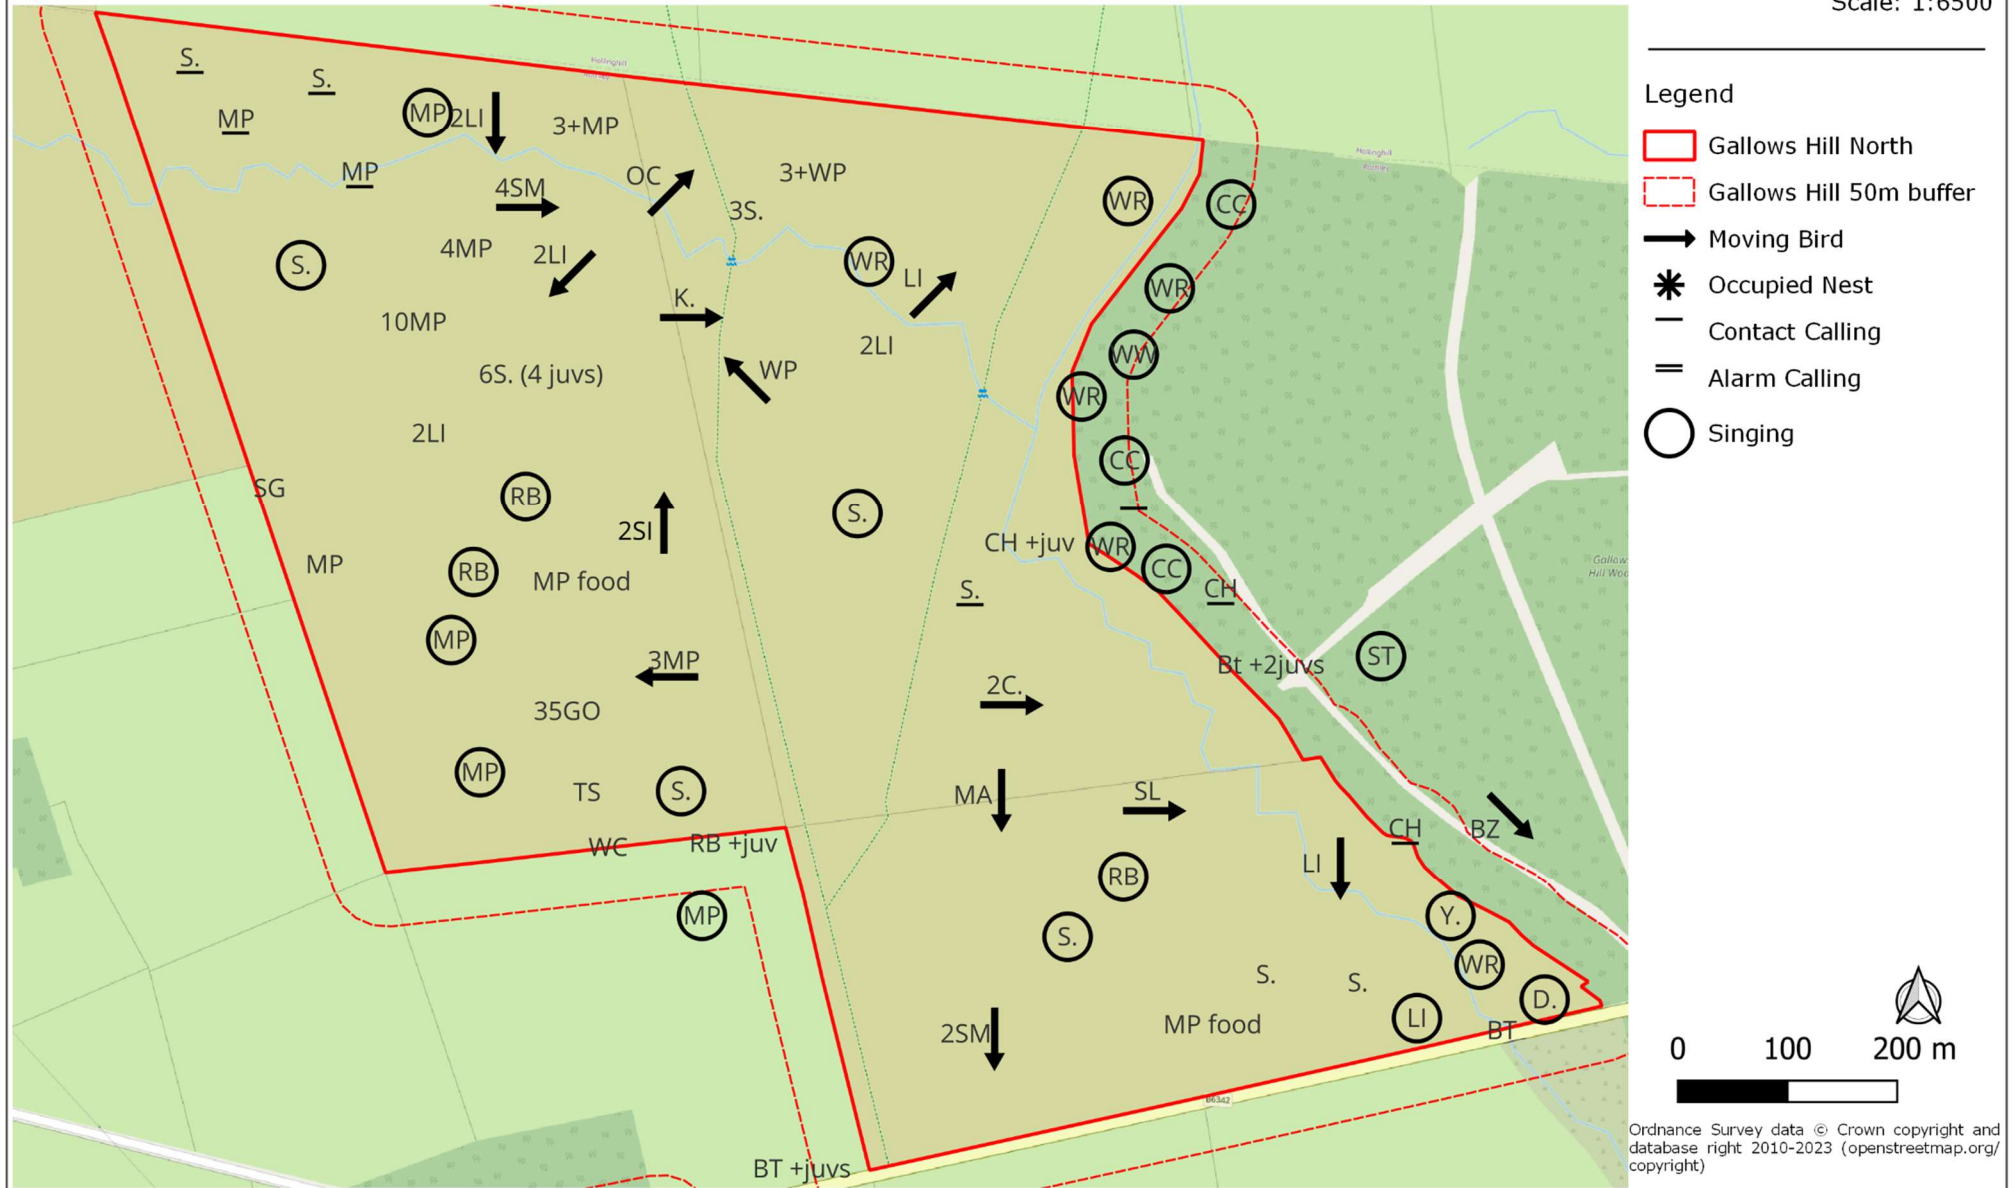 Scale: 1:6500
Legend
Gallows Hill North
Gallows Hill 50m buffer
Moving Bird
Occupied Nest
Contact Calling
Alarm Calling
Singing
S.
S.
MP
MP
2LI
3+MP
MP
4SM
OC
3+WP
3S.
WR
CC
S.
4MP
2LI
WR
LI
WR
K.
10MP
2LI
WW
6S. (4 juvs)
WP
WR
2LI
CC
SG
RB
S.
2SI
CH +juv
WR
CC
MP
RB
MP food
S.
CH
MP
3MP
Bt +2juvs
ST
2C.
35GO
MP
TS
S.
MA
SL
WC
RB +juv
CH
BZ
LI
RB
MP
S.
Y.
WR
S.
S.
D.
LI
2SM
MP food
BT
BT +juvs
Hollinghill
Hollinghill
Rothley
B6342
0 100 200 m
Ordnance Survey data © Crown copyright and
database right 2010-2023 (openstreetmap.org/
copyright)